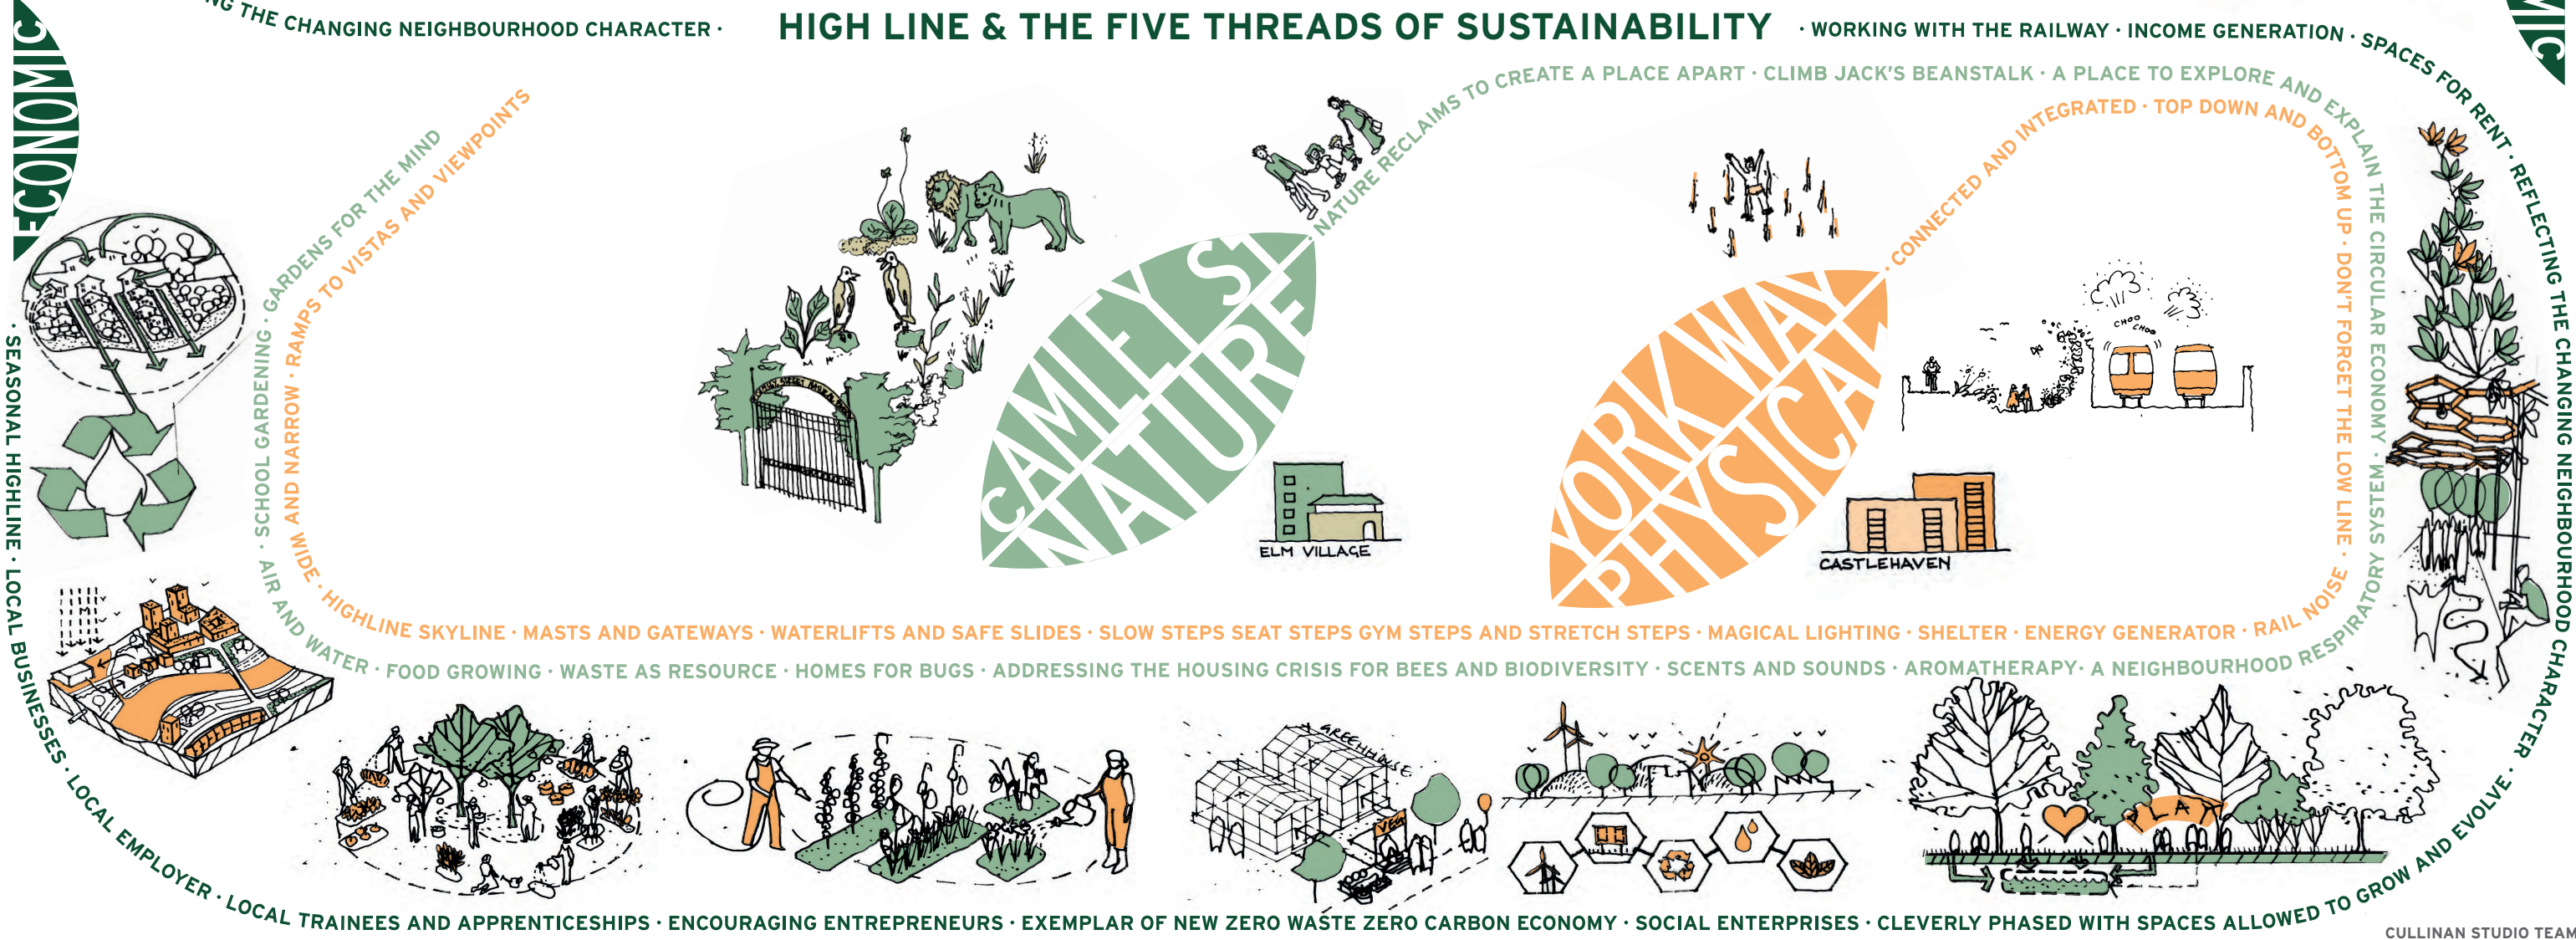 HIGH LINE & THE FIVE THREADS OF SUSTAINABILITY
THE CHANGING NEIGHBOURHOOD CHARACTER ·
· WORKING WITH THE RAILWAY · INCOME GENERATION · SPACES FOR RENT · REFLECTING THE CHANGING NEIGHBOURHOOD CHARACTER
ECONOMIC
· SEASONAL HIGHLINE · LOCAL BUSINESSES · LOCAL EMPLOYER · LOCAL TRAINEES AND APPRENTICESHIPS · ENCOURAGING ENTREPRENEURS · EXEMPLAR OF NEW ZERO WASTE ZERO CARBON ECONOMY · SOCIAL ENTERPRISES · CLEVERLY PHASED WITH SPACES ALLOWED TO GROW AND EVOLVE ·
· NATURE RECLAIMS TO CREATE A PLACE APART · CLIMB JACK'S BEANSTALK · A PLACE TO EXPLORE AND EXPLAIN THE CIRCULAR ECONOMY ·
AIR AND WATER · SCHOOL GARDENING · GARDENS FOR THE MIND
· FOOD GROWING · WASTE AS RESOURCE · HOMES FOR BUGS · ADDRESSING THE HOUSING CRISIS FOR BEES AND BIODIVERSITY · SCENTS AND SOUNDS · AROMATHERAPY· A NEIGHBOURHOOD RESPIRATORY SYSTEM
· CONNECTED AND INTEGRATED · TOP DOWN AND BOTTOM UP · DON'T FORGET THE LOW LINE ·
WIDE AND NARROW · RAMPS TO VISTAS AND VIEWPOINTS
· HIGHLINE SKYLINE · MASTS AND GATEWAYS · WATERLIFTS AND SAFE SLIDES · SLOW STEPS SEAT STEPS GYM STEPS AND STRETCH STEPS · MAGICAL LIGHTING · SHELTER · ENERGY GENERATOR · RAIL NOISE
CAMLEY ST
NATURE
YORK WAY
PHYSICAL
ELM VILLAGE
CASTLEHAVEN
CHOO
CHOO
GREENHOUSE
VEG
PLAY
CULLINAN STUDIO TEAM